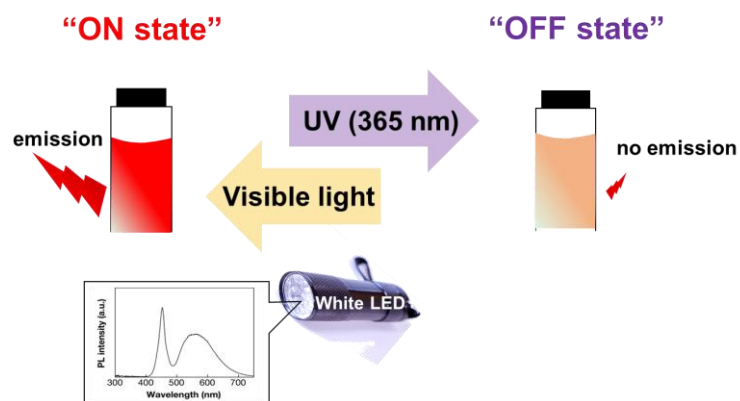 “ON state”
“OFF state”
emission
UV (365 nm)
no emission
Visible light
White LED
PL intensity (a.u.)
300 400 500 600 700
Wavelength (nm)